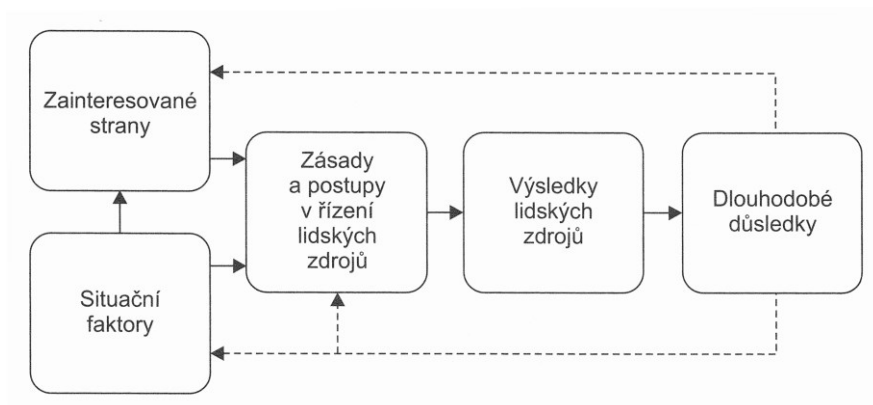 Zainteresované
strany
Situační
faktory
Zásady
a postupy
v řízení
lidských
zdrojů
Výsledky
lidských
zdrojů
Dlouhodobé
důsledky